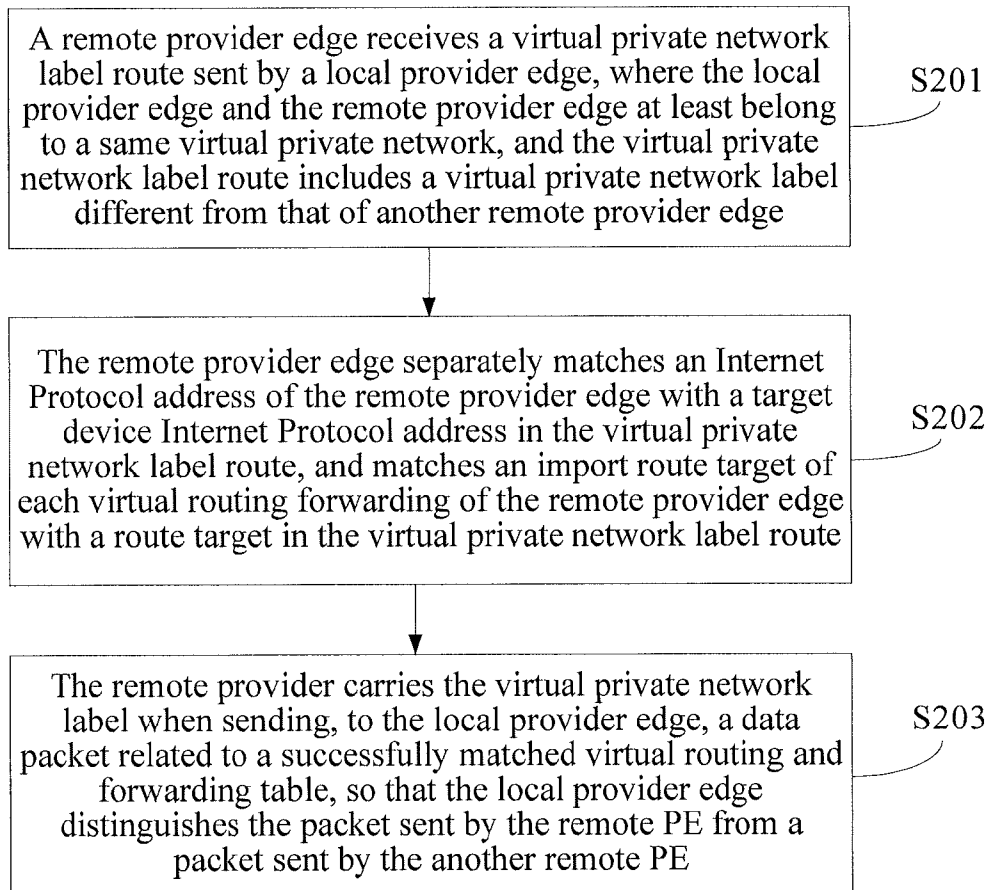 A remote provider edge receives a virtual private network
label route sent by a local provider edge, where the local
provider edge and the remote provider edge at least belong
to a same virtual private network, and the virtual private
network label route includes a virtual private network label
different from that of another remote provider edge
S201
The remote provider edge separately matches an Internet
Protocol address of the remote provider edge with a target
device Internet Protocol address in the virtual private
network label route, and matches an import route target of
each virtual routing forwarding of the remote provider edge
with a route target in the virtual private network label route
S202
The remote provider carries the virtual private network
label when sending, to the local provider edge, a data
packet related to a successfully matched virtual routing and
forwarding table, so that the local provider edge
distinguishes the packet sent by the remote PE from a
packet sent by the another remote PE
S203